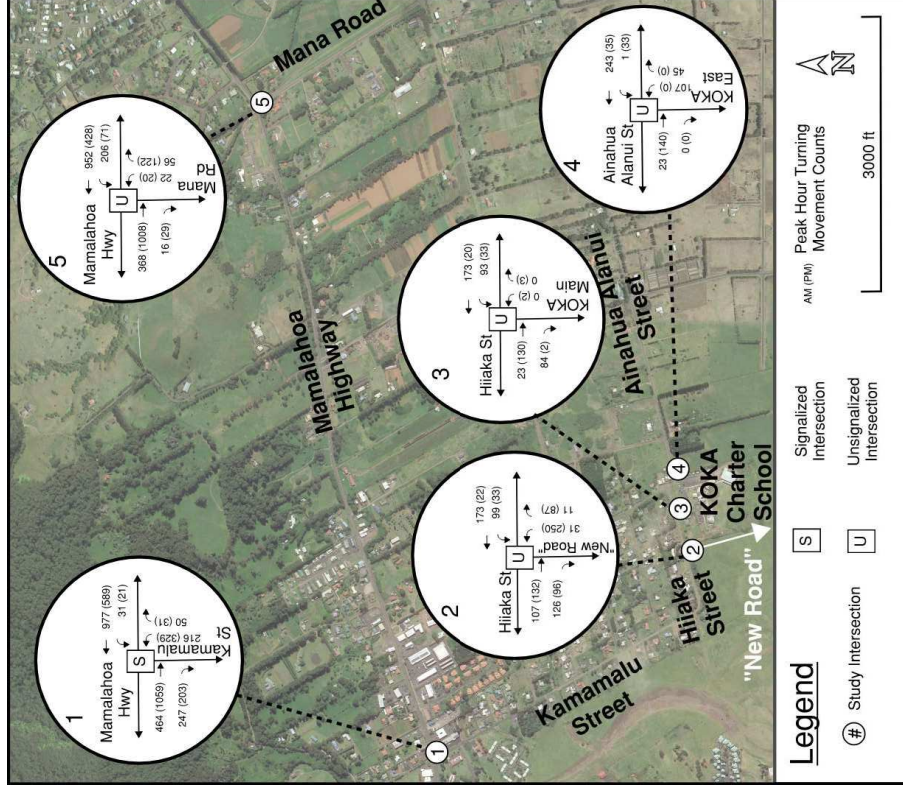 1
Mamalahoa
Hwy
977 (589)
31 (21)
S
464 (1059)
247 (203)
216 (329)
50 (31)
Kamamalu
St
2
Hiiaka St
173 (22)
99 (33)
U
107 (132)
126 (96)
31 (250)
11 (87)
"New Road"
3
Hiiaka St
173 (20)
93 (33)
U
23 (130)
84 (2)
0 (2)
0 (3)
KOKA
Main
4
Ainahua
Alanui St
243 (35)
1 (33)
U
23 (140)
0 (0)
107 (0)
45 (0)
KOKA
East
5
Mamalahoa
Hwy
952 (428)
206 (71)
U
368 (1008)
16 (29)
22 (20)
56 (122)
Mana
Rd
Mana Road
5
Mamalahoa
Highway
Ainahua Alanui
Street
1
Kamamalu
Street
Hiiaka
Street
2
3
4
KOKA
Charter
School
"New Road"
Legend
# Study Intersection
S Signalized
Intersection
U Unsignalized
Intersection
AM (PM) Peak Hour Turning
Movement Counts
N
3000 ft